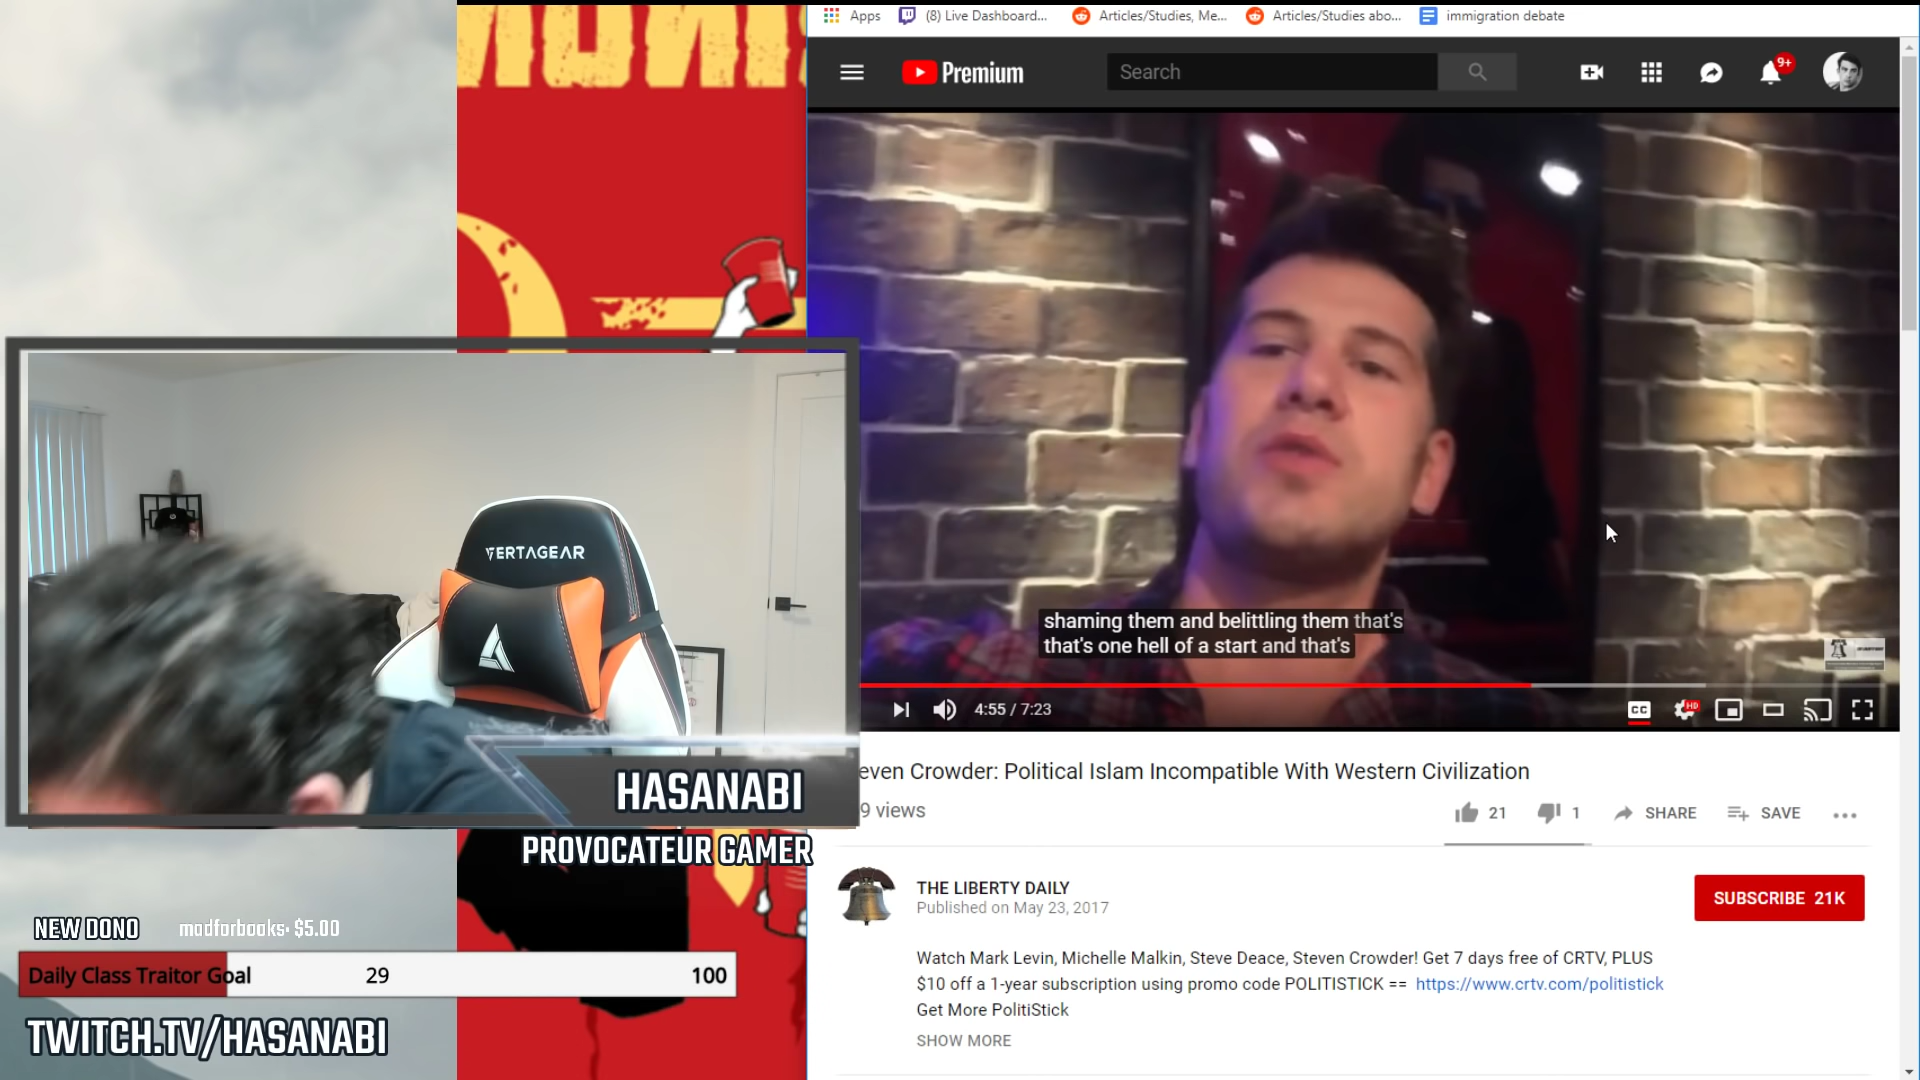 Apps
(8) Live Dashboard...
Articles/Studies, Me...
Articles/Studies abo...
immigration debate
Premium
Search
9+
VERTAGEAR
shaming them and belittling them that's
that's one hell of a start and that's
4:55 / 7:23
CC
HD
HASANABI
PROVOCATEUR GAMER
even Crowder: Political Islam Incompatible With Western Civilization
9 views
21
1
SHARE
SAVE
THE LIBERTY DAILY
Published on May 23, 2017
SUBSCRIBE 21K
Watch Mark Levin, Michelle Malkin, Steve Deace, Steven Crowder! Get 7 days free of CRTV, PLUS
$10 off a 1-year subscription using promo code POLITISTICK == https://www.crtv.com/politistick
Get More PolitiStick
SHOW MORE
NEW DONO
madforbooks: $5.00
Daily Class Traitor Goal
29
100
TWITCH.TV/HASANABI